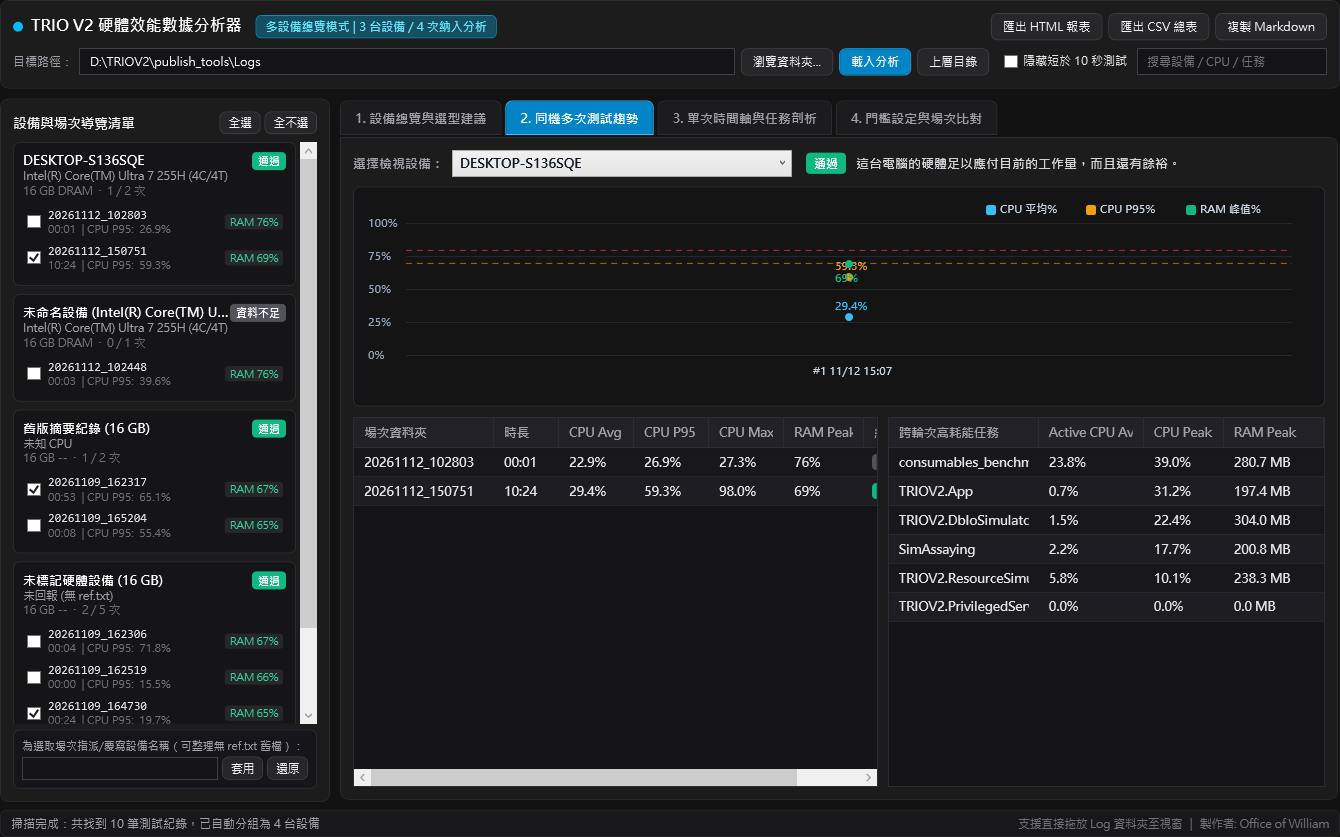 TRIO V2 硬體效能數據分析器
多設備總覽模式 | 3 台設備 / 4 次納入分析
匯出 HTML 報表
匯出 CSV 總表
複製 Markdown
目標路徑：
D:\TRIOV2\publish_tools\Logs
瀏覽資料夾...
載入分析
上層目錄
隱藏短於 10 秒測試
搜尋設備 / CPU / 任務
設備與場次導覽清單
全選
全不選
DESKTOP-S136SQE
通過
Intel(R) Core(TM) Ultra 7 255H (4C/4T)
16 GB DRAM · 1 / 2 次
20261112_102803
00:01 | CPU P95: 26.9%
RAM 76%
20261112_150751
10:24 | CPU P95: 59.3%
RAM 69%
未命名設備 (Intel(R) Core(TM) U...
資料不足
Intel(R) Core(TM) Ultra 7 255H (4C/4T)
16 GB DRAM · 0 / 1 次
20261112_102448
00:03 | CPU P95: 39.6%
RAM 76%
舊版摘要紀錄 (16 GB)
通過
未知 CPU
16 GB -- · 1 / 2 次
20261109_162317
00:53 | CPU P95: 65.1%
RAM 67%
20261109_165204
00:08 | CPU P95: 55.4%
RAM 65%
未標記硬體設備 (16 GB)
通過
未回報 (無 ref.txt)
16 GB -- · 2 / 5 次
20261109_162306
00:04 | CPU P95: 71.8%
RAM 67%
20261109_162519
00:00 | CPU P95: 15.5%
RAM 66%
20261109_164730
00:24 | CPU P95: 19.7%
RAM 65%
為選取場次指派/覆寫設備名稱 ( 可整理無 ref.txt 舊檔 ) ：
套用
還原
1. 設備總覽與選型建議
2. 同機多次測試趨勢
3. 單次時間軸與任務剖析
4. 門檻設定與場次比對
選擇檢視設備：
DESKTOP-S136SQE
通過
這台電腦的硬體足以應付目前的工作量，而且還有餘裕。
CPU 平均%
CPU P95%
RAM 峰值%
100%
75%
50%
25%
0%
59.3%
69%
29.4%
#1 11/12 15:07
場次資料夾 時長 CPU Avg CPU P95 CPU Max RAM Peak
20261112_102803 00:01 22.9% 26.9% 27.3% 76%
20261112_150751 10:24 29.4% 59.3% 98.0% 69%
跨輪次高耗能任務 Active CPU Av CPU Peak RAM Peak
consumables_benchm 23.8% 39.0% 280.7 MB
TRIOV2.App 0.7% 31.2% 197.4 MB
TRIOV2.DbIoSimulatc 1.5% 22.4% 304.0 MB
SimAssaying 2.2% 17.7% 200.8 MB
TRIOV2.ResourceSimu 5.8% 10.1% 238.3 MB
TRIOV2.PrivilegedSer 0.0% 0.0% 0.0 MB
掃描完成：共找到 10 筆測試紀錄，已自動分組為 4 台設備
支援直接拖放 Log 資料夾至視窗 | 製作者: Office of William